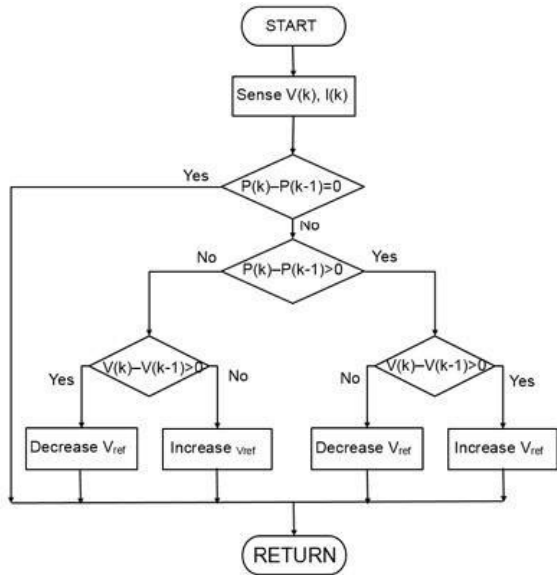 START
Sense V(k), I(k)
Yes
P(k)–P(k-1)=0
No
No
P(k)–P(k-1)>0
Yes
V(k)–V(k-1)>0
V(k)–V(k-1)>0
Yes
No
No
Yes
Decrease Vref
Increase Vref
Decrease Vref
Increase Vref
RETURN